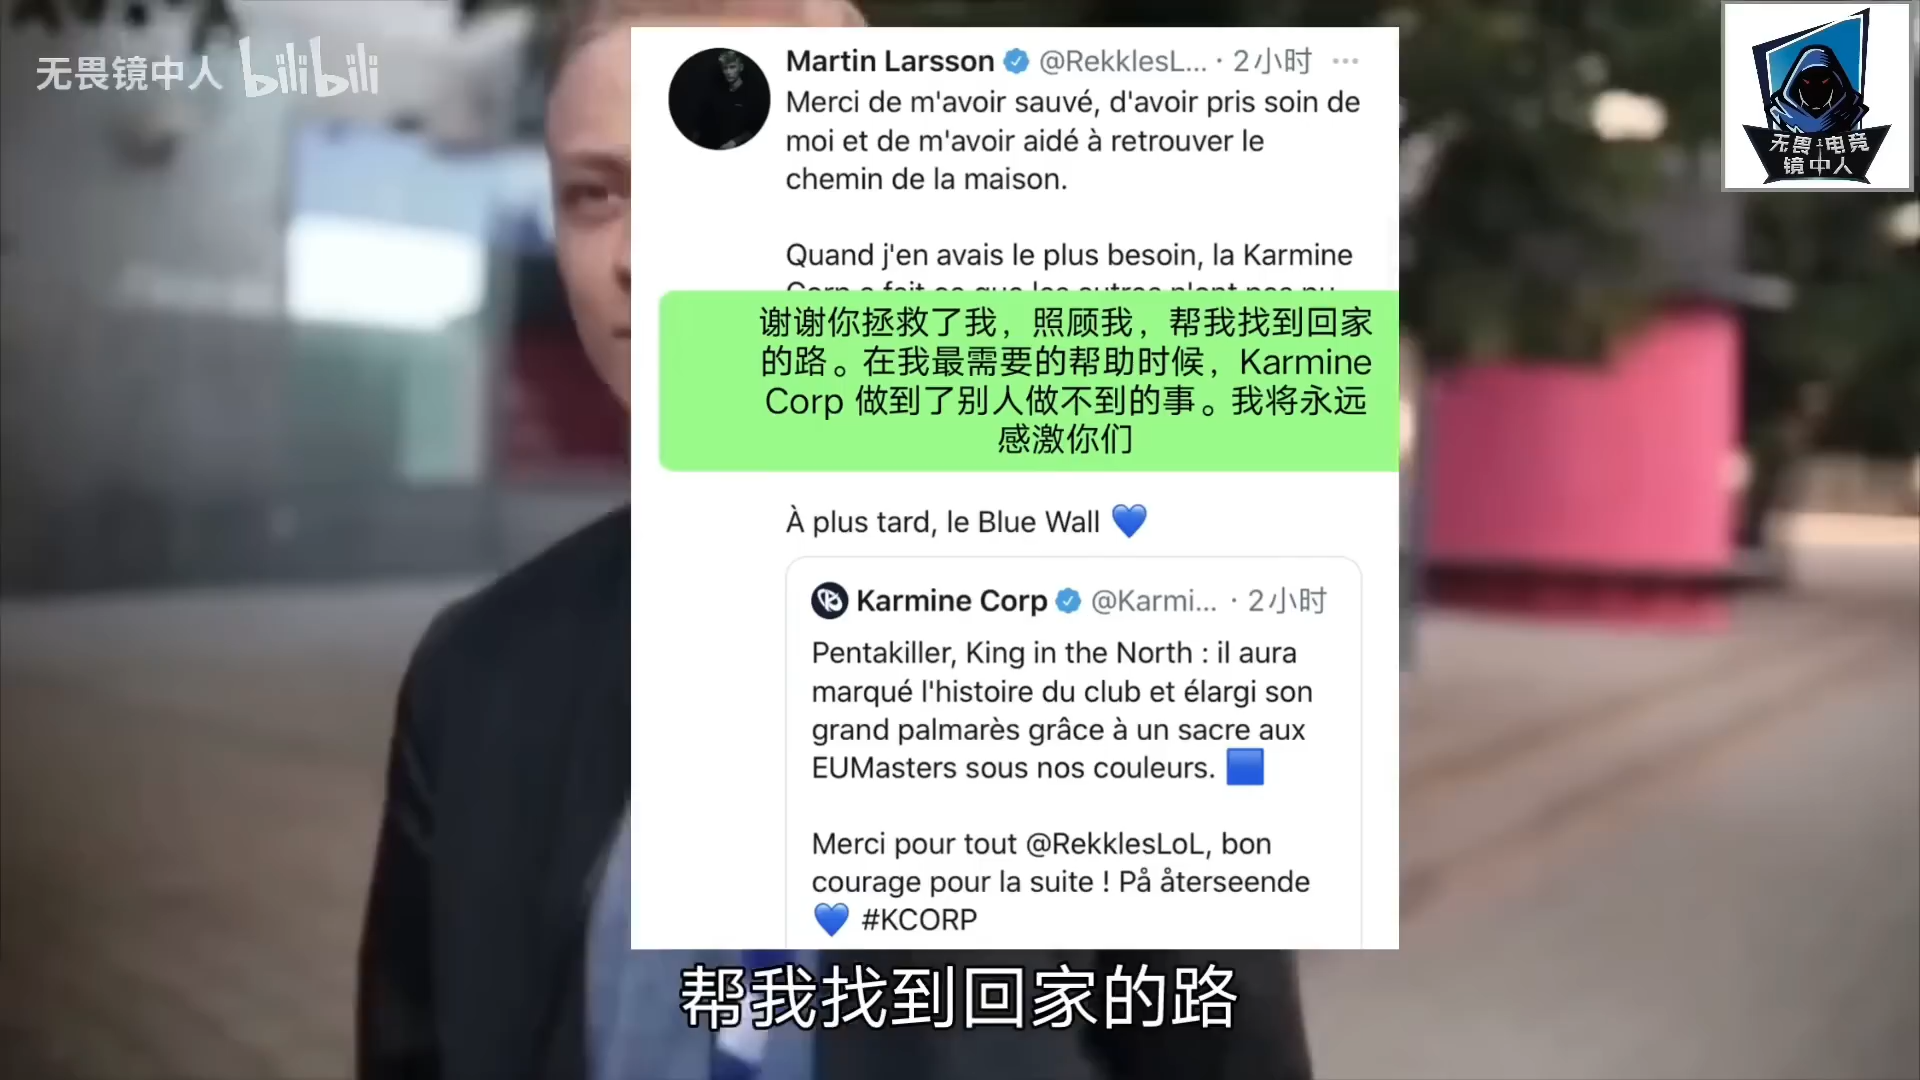 无畏镜中人 bilibili
Martin Larsson @RekklesL... · 2小时 ···
Merci de m'avoir sauvé, d'avoir pris soin de
moi et de m'avoir aidé à retrouver le
chemin de la maison.
Quand j'en avais le plus besoin, la Karmine
谢谢你拯救了我，照顾我，帮我找到回家
的路。在我最需要的帮助时候，Karmine
Corp 做到了别人做不到的事。我将永远
感激你们
À plus tard, le Blue Wall 💙
Karmine Corp @Karmi... · 2小时
Pentakiller, King in the North : il aura
marqué l'histoire du club et élargi son
grand palmarès grâce à un sacre aux
EUMasters sous nos couleurs. 🟦
Merci pour tout @RekklesLoL, bon
courage pour la suite ! På återseende
💙 #KCORP
帮我找到回家的路
无畏电竞
镜中人